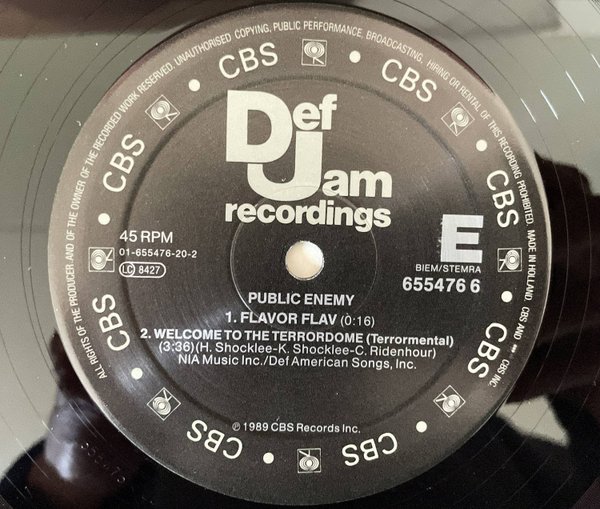 ALL RIGHTS OF THE PRODUCER AND OF THE OWNER OF THE RECORDED WORK RESERVED. UNAUTHORISED COPYING, PUBLIC PERFORMANCE, BROADCASTING, HIRING OR RENTAL OF THIS RECORDING PROHIBITED. MADE IN HOLLAND. CBS AND ARE CBS INC
CBS
CBS
CBS
CBS
CBS
CBS
CBS
CBS
CBS
CBS
Def
Jam
recordings
45 RPM
01-655476-20-2
LC 8427
E
BIEM/STEMRA
655476 6
PUBLIC ENEMY
1. FLAVOR FLAV (0:16)
2. WELCOME TO THE TERRORDOME (Terrormental)
(3:36) (H. Shocklee-K. Shocklee-C. Ridenhour)
NIA Music Inc./Def American Songs, Inc.
℗ 1989 CBS Records Inc.